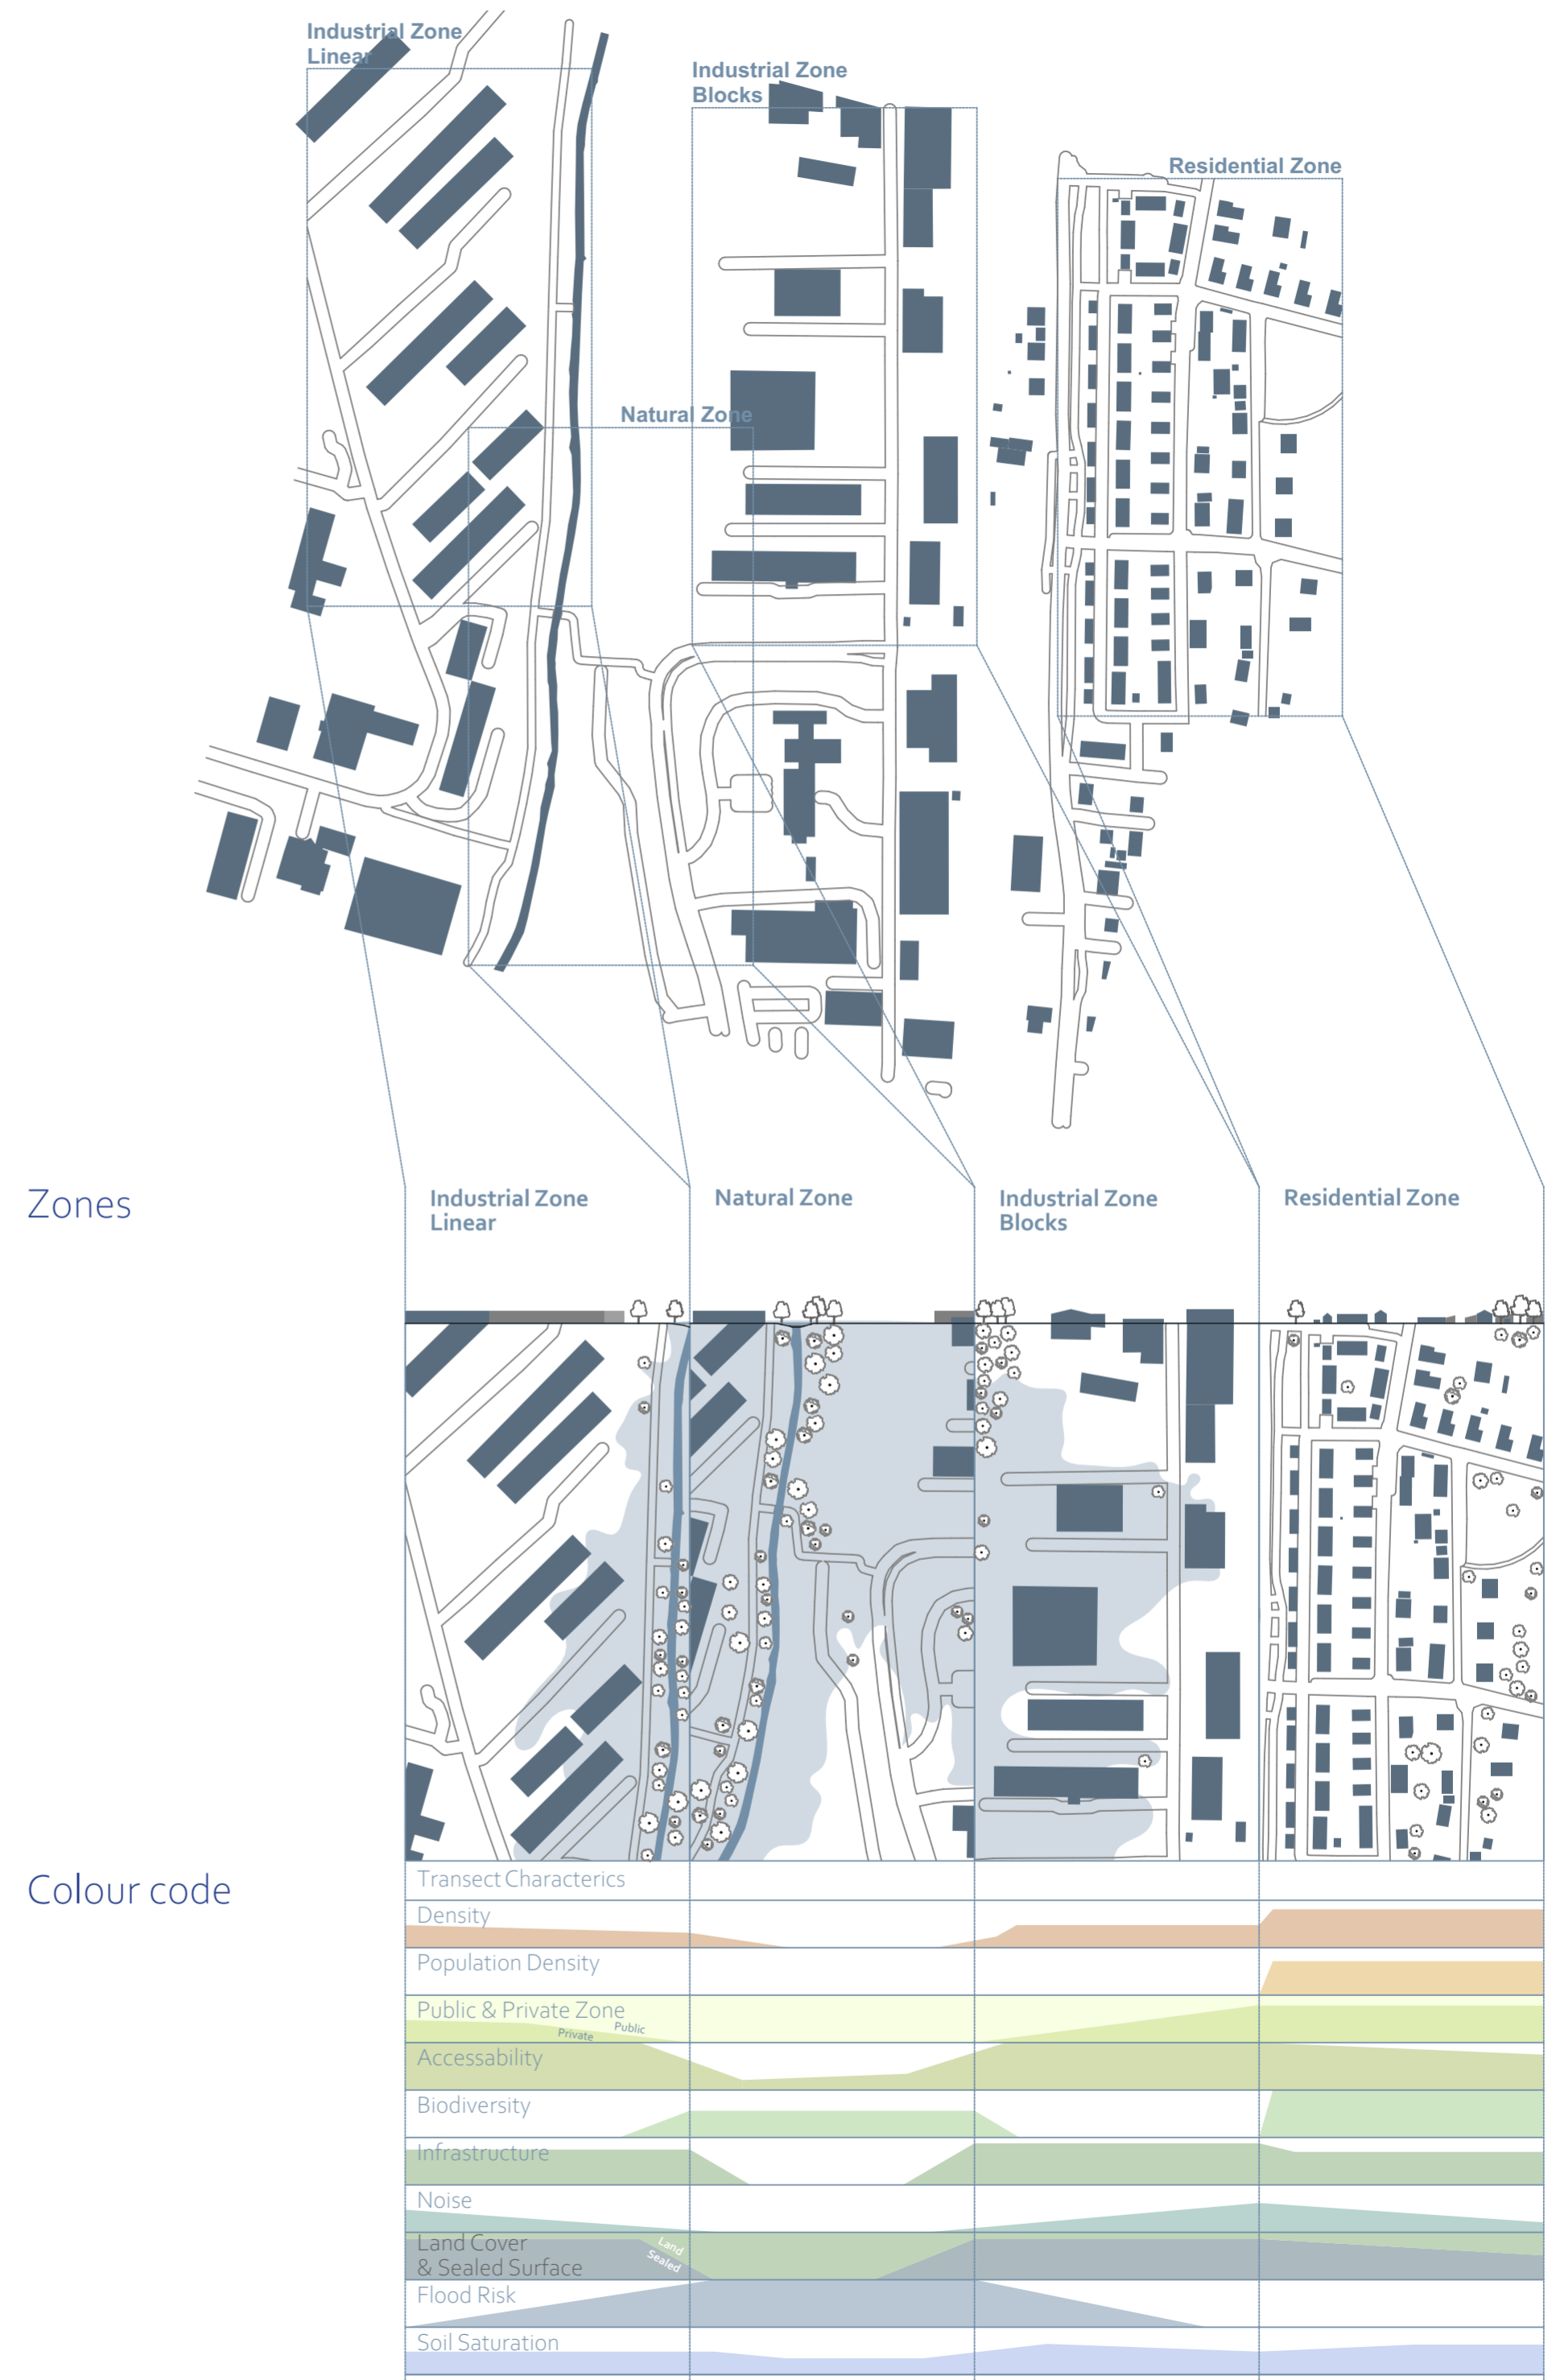 Industrial Zone
Linear
Industrial Zone
Blocks
Residential Zone
Natural Zone
Zones
Industrial Zone
Linear
Natural Zone
Industrial Zone
Blocks
Residential Zone
Colour code
Transect Characterics
Density
Population Density
Public & Private Zone
Private
Public
Accessability
Biodiversity
Infrastructure
Noise
Land Cover
& Sealed Surface
Land
Sealed
Flood Risk
Soil Saturation